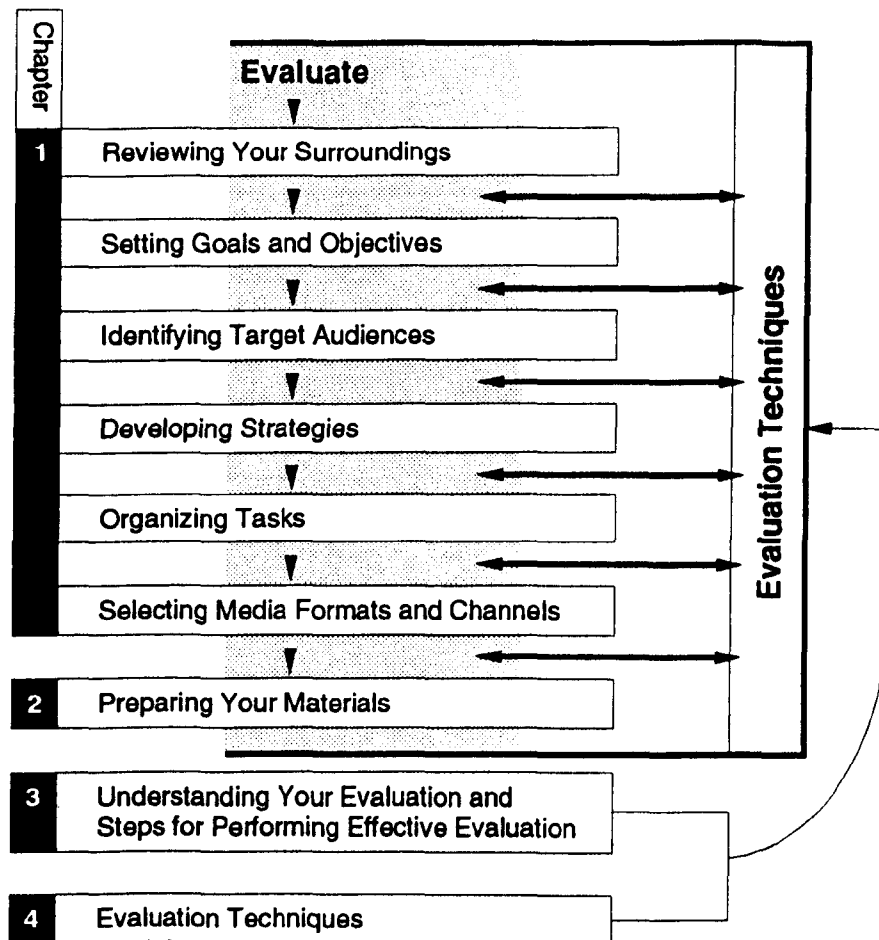 Chapter
Evaluate
1 Reviewing Your Surroundings
Setting Goals and Objectives
Identifying Target Audiences
Developing Strategies
Organizing Tasks
Selecting Media Formats and Channels
2 Preparing Your Materials
Evaluation Techniques
3 Understanding Your Evaluation and
Steps for Performing Effective Evaluation
4 Evaluation Techniques